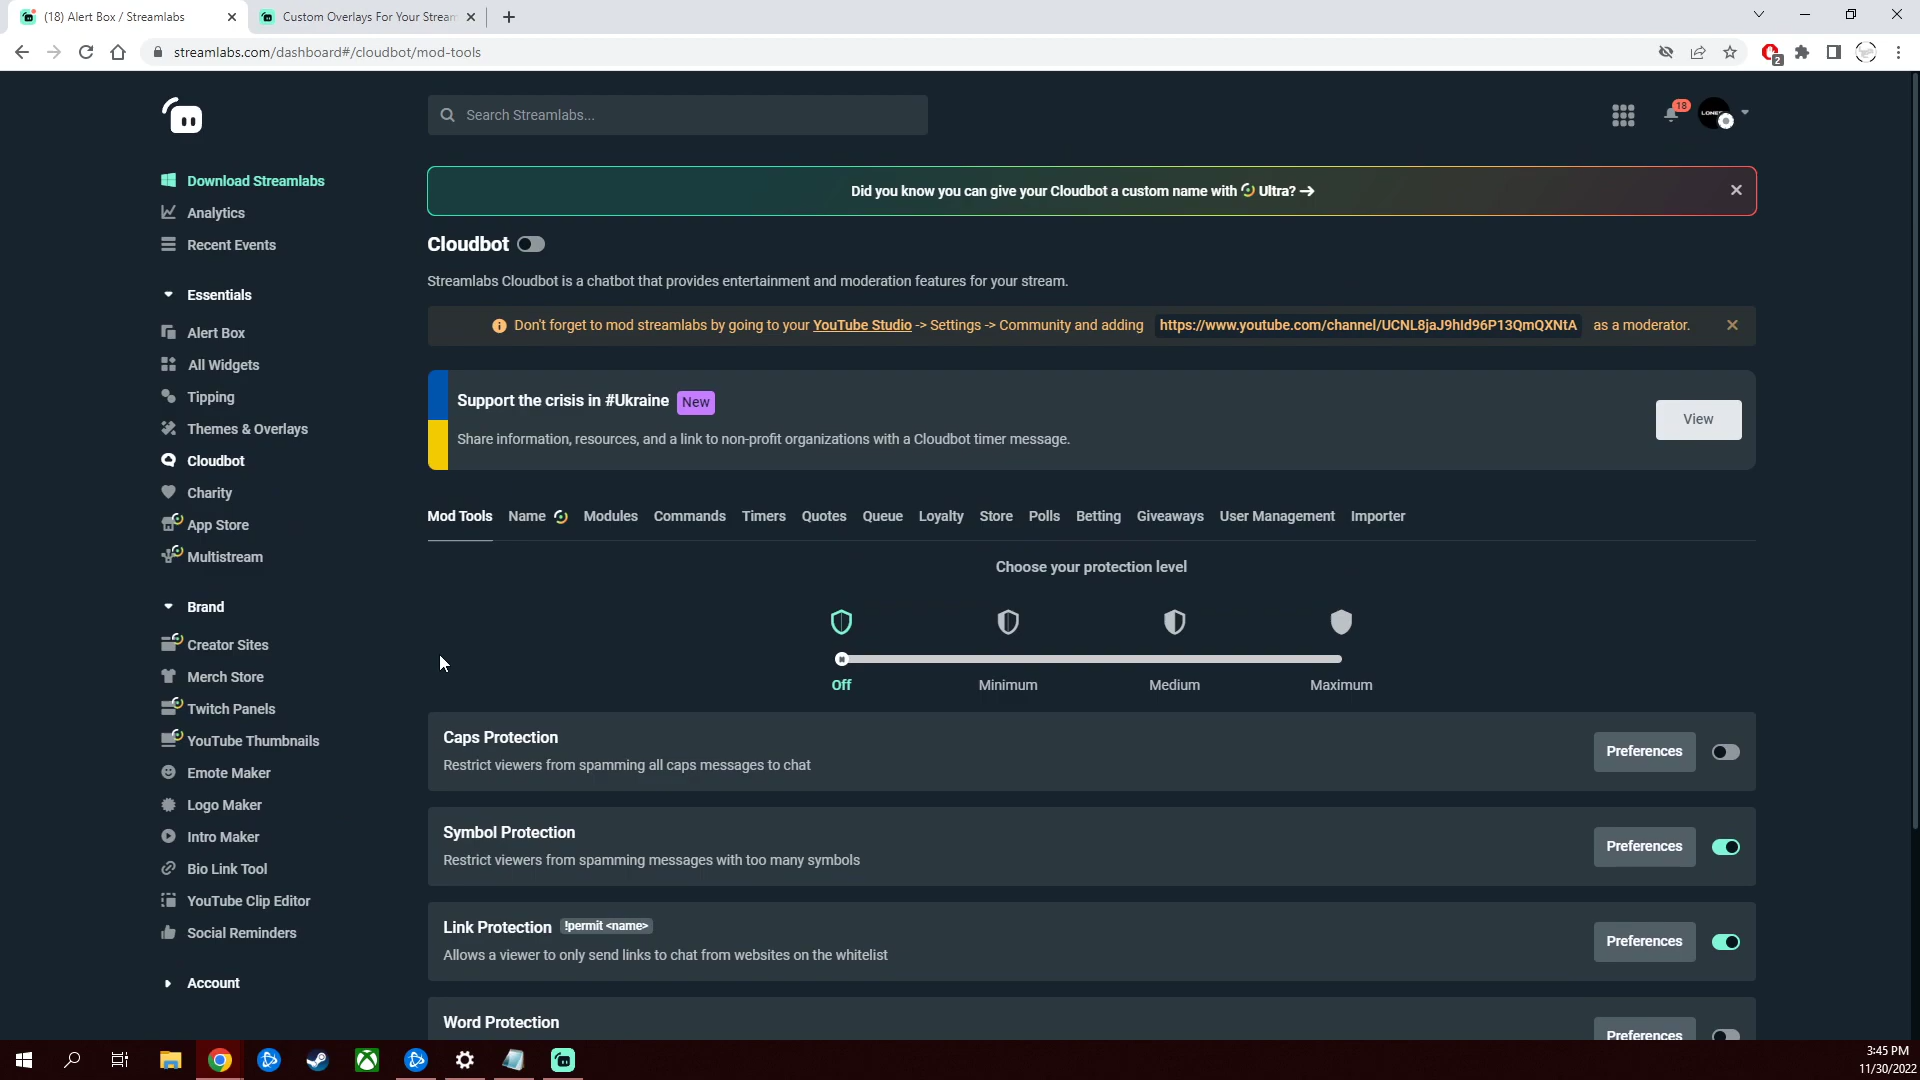 (18) Alert Box / Streamlabs
Custom Overlays For Your Stream
streamlabs.com/dashboard#/cloudbot/mod-tools
2
Search Streamlabs...
18
Download Streamlabs
Analytics
Recent Events
Essentials
Alert Box
All Widgets
Tipping
Themes & Overlays
Cloudbot
Charity
App Store
Multistream
Brand
Creator Sites
Merch Store
Twitch Panels
YouTube Thumbnails
Emote Maker
Logo Maker
Intro Maker
Bio Link Tool
YouTube Clip Editor
Social Reminders
Account
Did you know you can give your Cloudbot a custom name with Ultra?
Cloudbot
Streamlabs Cloudbot is a chatbot that provides entertainment and moderation features for your stream.
Don't forget to mod streamlabs by going to your YouTube Studio -> Settings -> Community and adding https://www.youtube.com/channel/UCNL8jaJ9hId96P13QmQXNtA as a moderator.
Support the crisis in #Ukraine New
Share information, resources, and a link to non-profit organizations with a Cloudbot timer message.
View
Mod Tools Name Modules Commands Timers Quotes Queue Loyalty Store Polls Betting Giveaways User Management Importer
Choose your protection level
Off Minimum Medium Maximum
Caps Protection
Restrict viewers from spamming all caps messages to chat
Preferences
Symbol Protection
Restrict viewers from spamming messages with too many symbols
Preferences
Link Protection !permit <name>
Allows a viewer to only send links to chat from websites on the whitelist
Preferences
Word Protection
Preferences
3:45 PM
11/30/2022